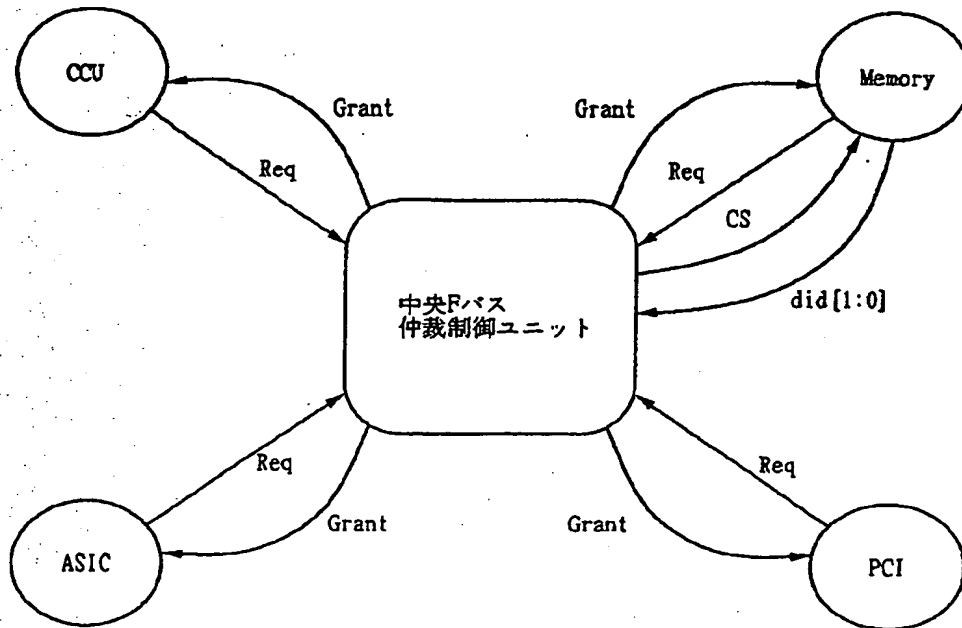 CCU
Memory
Grant
Grant
Req
Req
CS
did[1:0]
中央Fバス
仲裁制御ユニット
Req
Req
Grant
Grant
ASIC
PCI